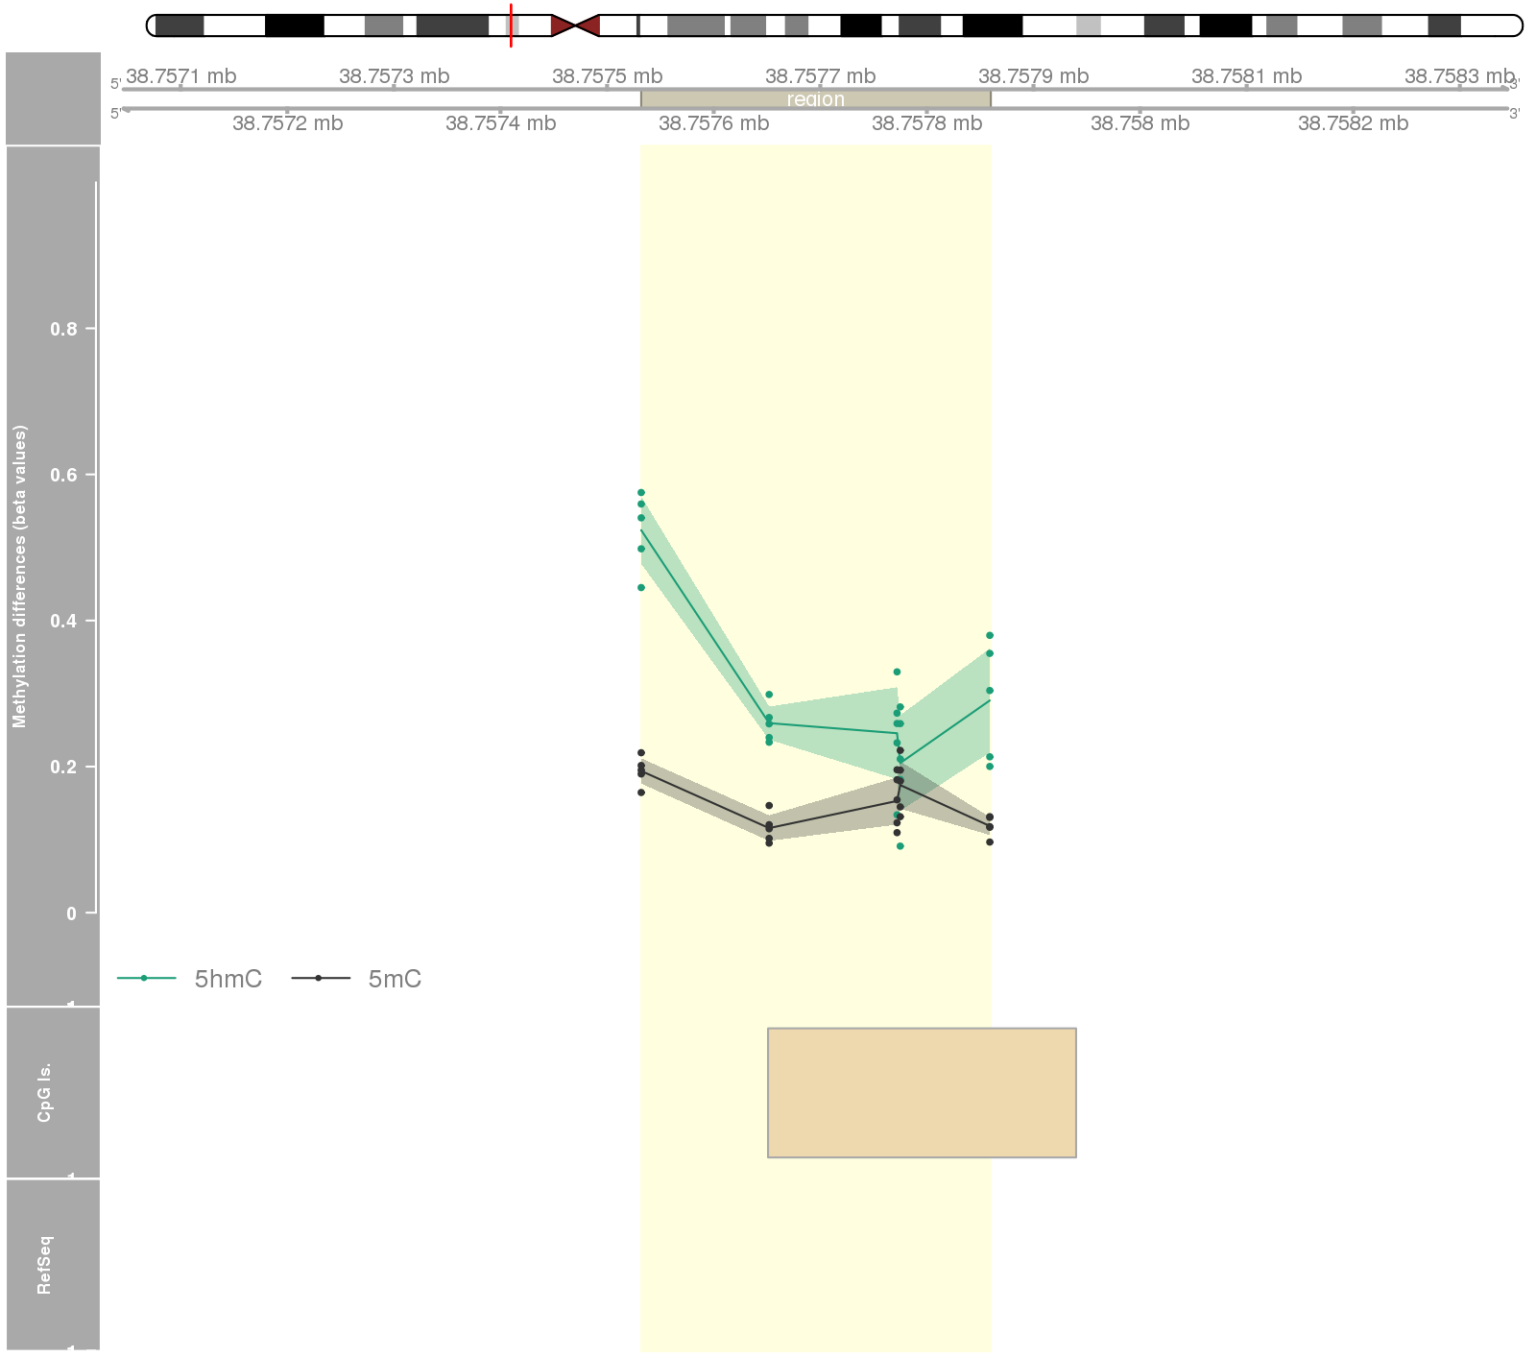 38.7571 mb 38.7573 mb 38.7575 mb 38.7577 mb 38.7579 mb 38.7581 mb 38.7583 mb
5' 3'
region
5' 3'
38.7572 mb 38.7574 mb 38.7576 mb 38.7578 mb 38.758 mb 38.7582 mb
Methylation differences (beta values)
0.8
0.6
0.4
0.2
0
5hmC 5mC
CpG Is.
RefSeq